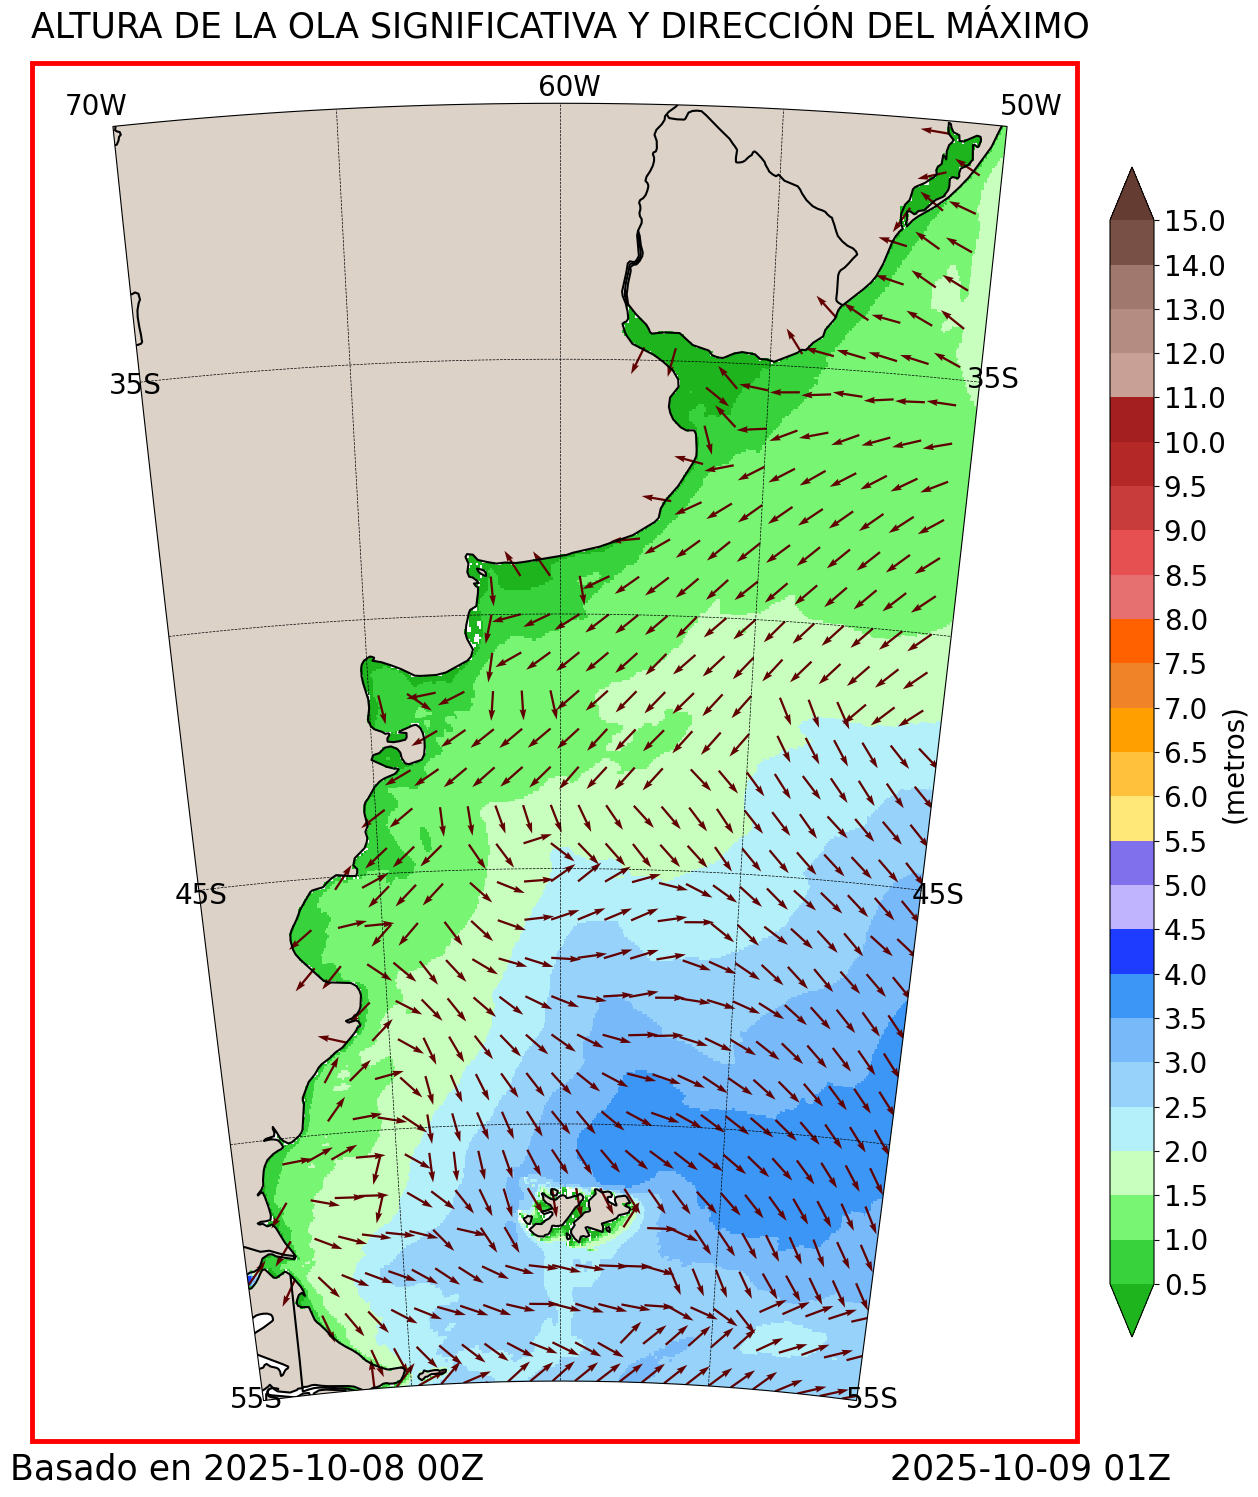 ALTURA DE LA OLA SIGNIFICATIVA Y DIRECCIÓN DEL MÁXIMO
70W
60W
50W
35S
35S
45S
45S
55S
55S
15.0
14.0
13.0
12.0
11.0
10.0
9.5
9.0
8.5
8.0
7.5
7.0
6.5
6.0
5.5
5.0
4.5
4.0
3.5
3.0
2.5
2.0
1.5
1.0
0.5
(metros)
Basado en 2025-10-08 00Z
2025-10-09 01Z